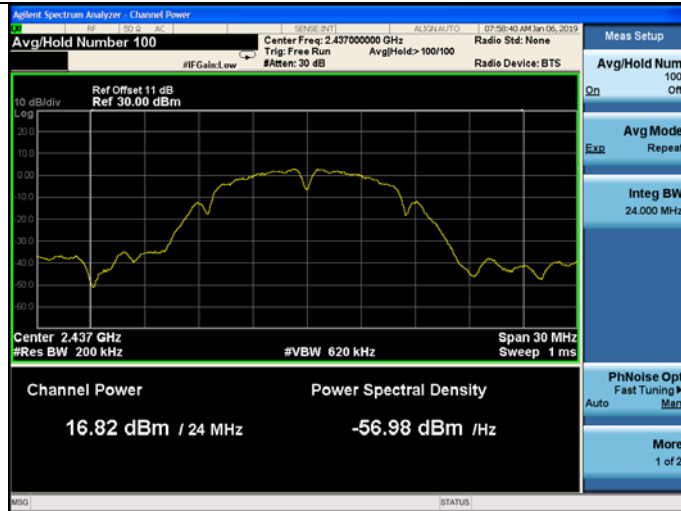 Agilent Spectrum Analyzer - Channel Power
RF 50 Ω AC SENSE:INT ALIGN AUTO 07:58:40 AM Jan 06, 2019
Avg/Hold Number 100
Center Freq: 2.437000000 GHz Radio Std: None
Trig: Free Run Avg|Hold:> 100/100
#IFGain:Low #Atten: 30 dB Radio Device: BTS
Ref Offset 11 dB
10 dB/div Ref 30.00 dBm
Log
20.0
10.0
0.00
-10.0
-20.0
-30.0
-40.0
-50.0
-60.0
Center 2.437 GHz Span 30 MHz
#Res BW 200 kHz #VBW 620 kHz Sweep 1 ms
Channel Power Power Spectral Density
16.82 dBm / 24 MHz -56.98 dBm /Hz
MSG STATUS
Meas Setup
Avg/Hold Num
100
On Off
Avg Mode
Exp Repeat
Integ BW
24.000 MHz
PhNoise Opt
Fast Tuning
Auto Man
More
1 of 2